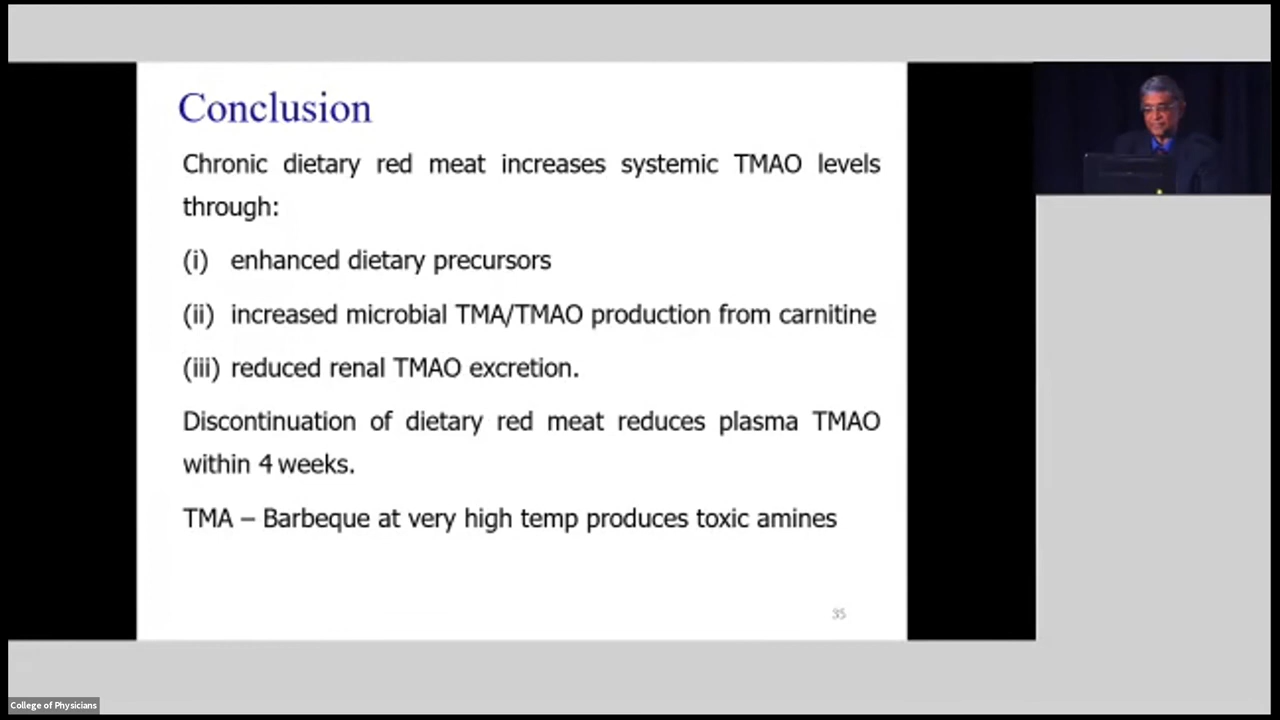 Conclusion
Chronic dietary red meat increases systemic TMAO levels
through:
(i) enhanced dietary precursors
(ii) increased microbial TMA/TMAO production from carnitine
(iii) reduced renal TMAO excretion.
Discontinuation of dietary red meat reduces plasma TMAO
within 4 weeks.
TMA – Barbeque at very high temp produces toxic amines
35
College of Physicians